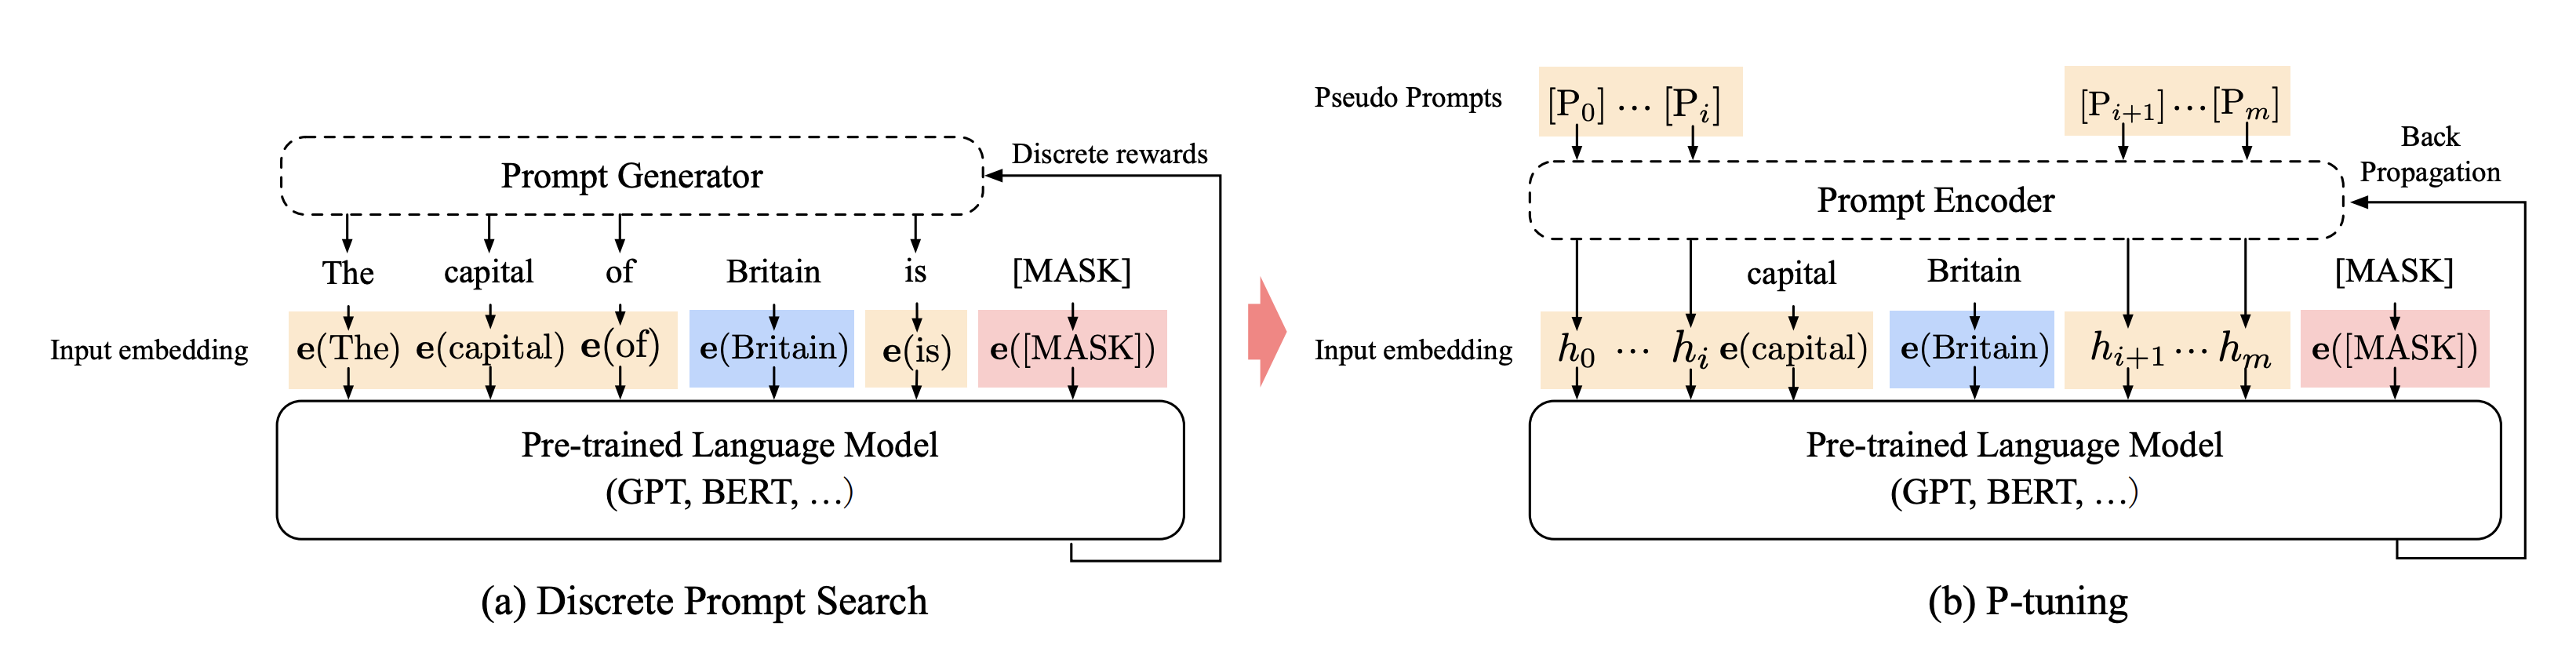 Prompt Generator
Discrete rewards
The capital of Britain is [MASK]
Input embedding e(The) e(capital) e(of) e(Britain) e(is) e([MASK])
Pre-trained Language Model
(GPT, BERT, …)
(a) Discrete Prompt Search
Pseudo Prompts [P₀] ⋯ [Pᵢ] [Pᵢ₊₁] ⋯ [Pₘ]
Back
Propagation
Prompt Encoder
capital Britain [MASK]
Input embedding h₀ ⋯ hᵢ e(capital) e(Britain) hᵢ₊₁ ⋯ hₘ e([MASK])
Pre-trained Language Model
(GPT, BERT, …)
(b) P-tuning